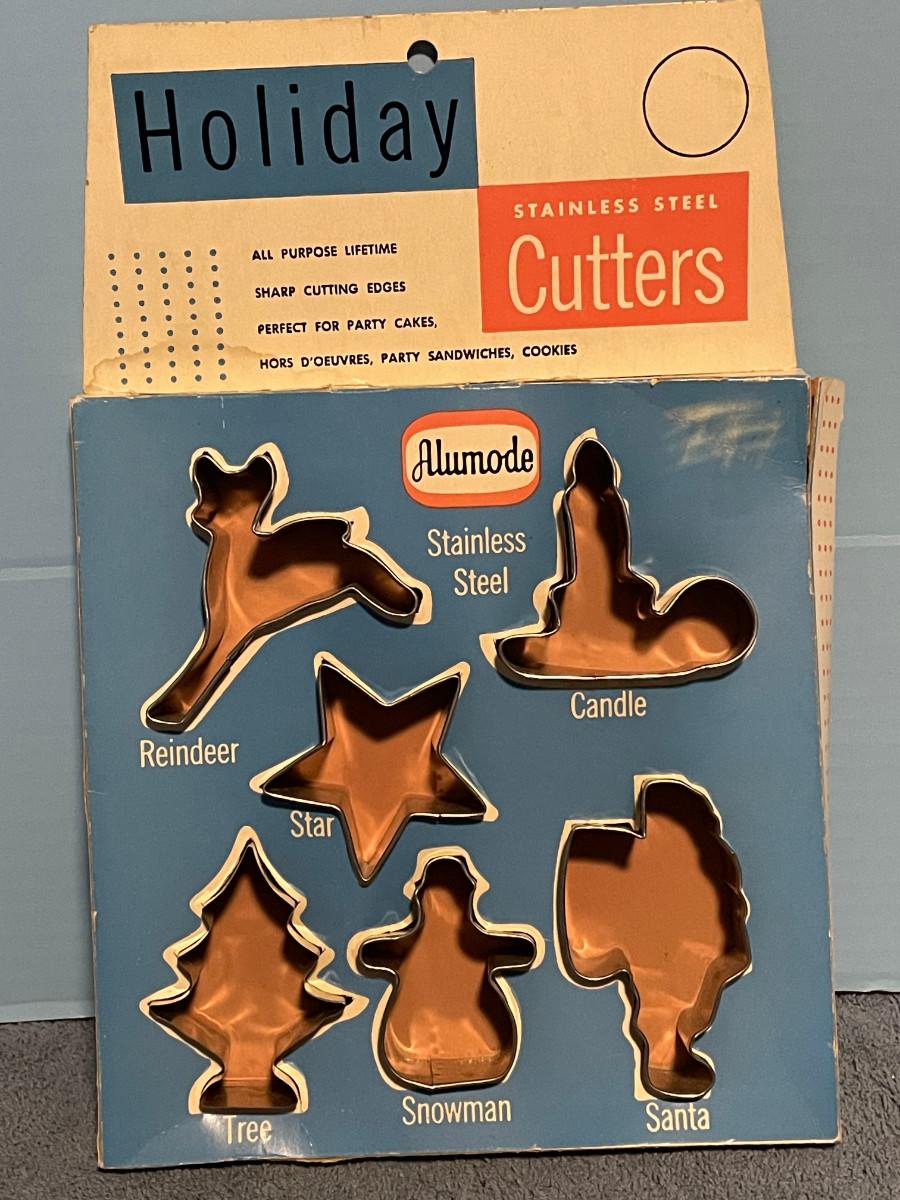 Holiday
STAINLESS STEEL
Cutters
ALL PURPOSE LIFETIME
SHARP CUTTING EDGES
PERFECT FOR PARTY CAKES,
HORS D'OEUVRES, PARTY SANDWICHES, COOKIES
Alumode
Stainless
Steel
Candle
Reindeer
Star
Tree
Snowman
Santa